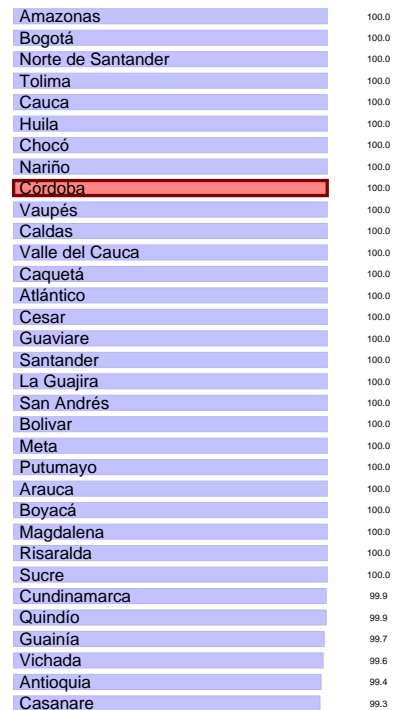 Amazonas 100.0
Bogotá 100.0
Norte de Santander 100.0
Tolima 100.0
Cauca 100.0
Huila 100.0
Chocó 100.0
Nariño 100.0
Córdoba 100.0
Vaupés 100.0
Caldas 100.0
Valle del Cauca 100.0
Caquetá 100.0
Atlántico 100.0
Cesar 100.0
Guaviare 100.0
Santander 100.0
La Guajira 100.0
San Andrés 100.0
Bolivar 100.0
Meta 100.0
Putumayo 100.0
Arauca 100.0
Boyacá 100.0
Magdalena 100.0
Risaralda 100.0
Sucre 100.0
Cundinamarca 99.9
Quindío 99.9
Guainía 99.7
Vichada 99.6
Antioquia 99.4
Casanare 99.3